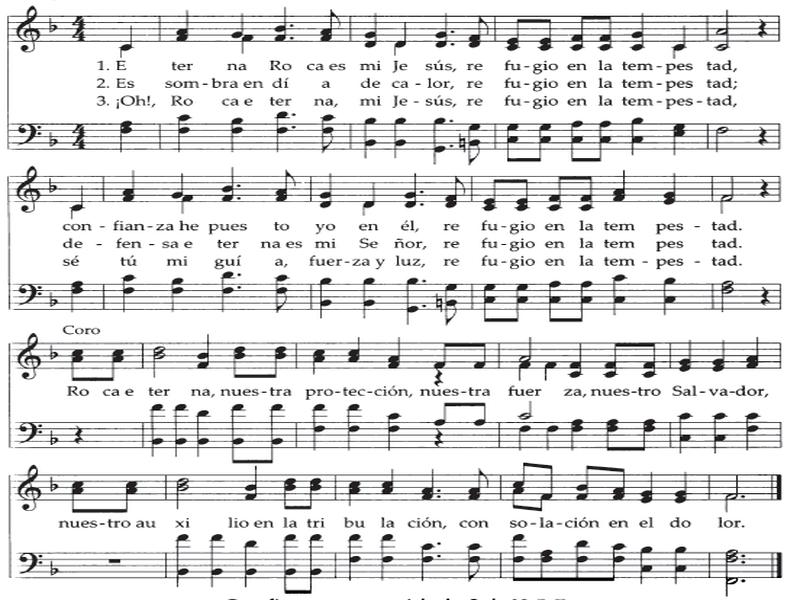 1. E ter na Ro ca es mi Je sús, re fu-gio en la tem-pes tad,
2. Es som-bra en dí a de ca-lor, re fu-gio en la tem-pes tad;
3. ¡Oh!, Ro ca e ter na, mi Je-sús, re fu-gio en la tem-pes-tad,
con-fian-za he pues to yo en él, re fu-gio en la tem pes-tad.
de-fen-sa e ter na es mi Se ñor, re fu-gio en la tem pes-tad.
sé tú mi guí a, fuer-za y luz, re fu-gio en la tem-pes-tad.
Coro
Ro ca e ter na, nues-tra pro-tec-ción, nues-tra fuer za, nues-tro Sal-va-dor,
nues-tro au xi lio en la tri bu la ción, con so-la-ción en el do lor.